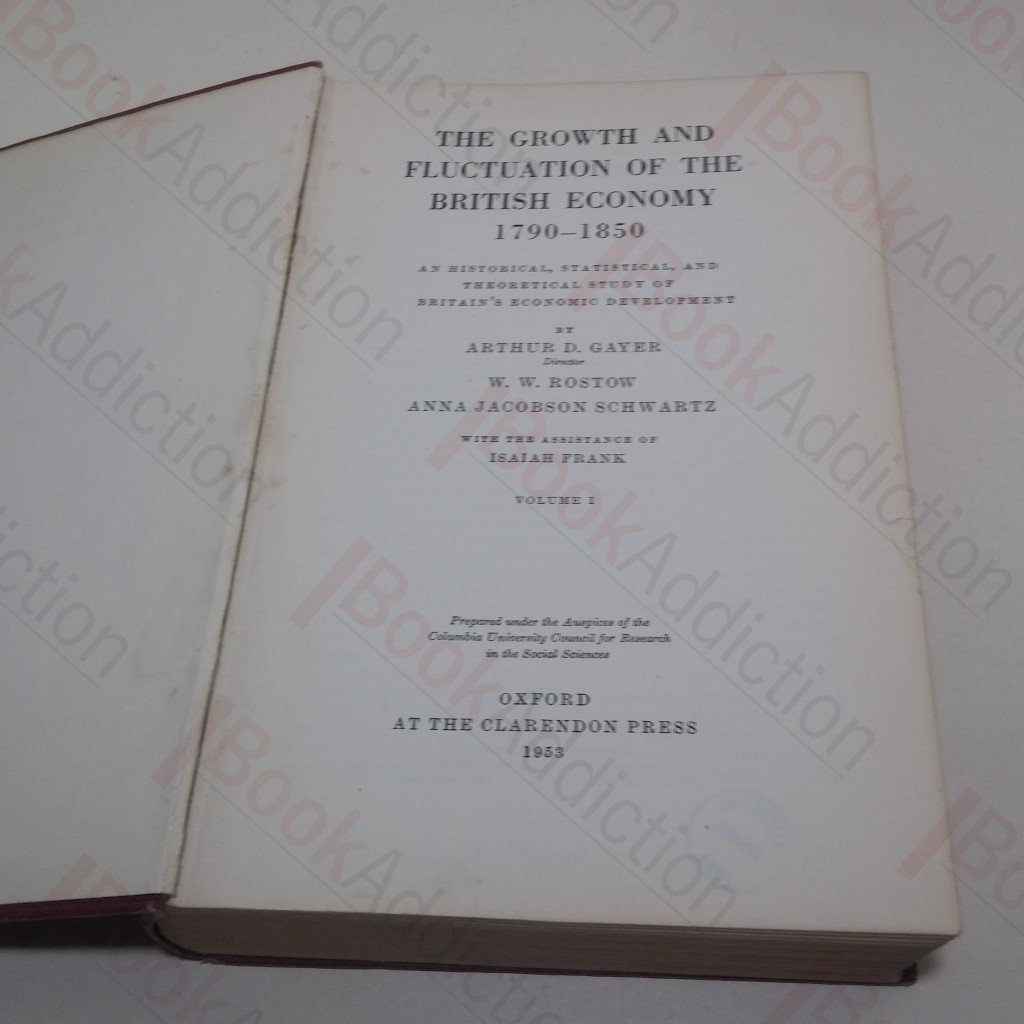 THE GROWTH AND
FLUCTUATION OF THE
BRITISH ECONOMY
1790–1850
AN HISTORICAL, STATISTICAL, AND
THEORETICAL STUDY OF
BRITAIN'S ECONOMIC DEVELOPMENT
BY
ARTHUR D. GAYER
Director
W. W. ROSTOW
ANNA JACOBSON SCHWARTZ
WITH THE ASSISTANCE OF
ISAIAH FRANK
VOLUME I
Prepared under the Auspices of the
Columbia University Council for Research
in the Social Sciences
OXFORD
AT THE CLARENDON PRESS
1953
BookAddiction